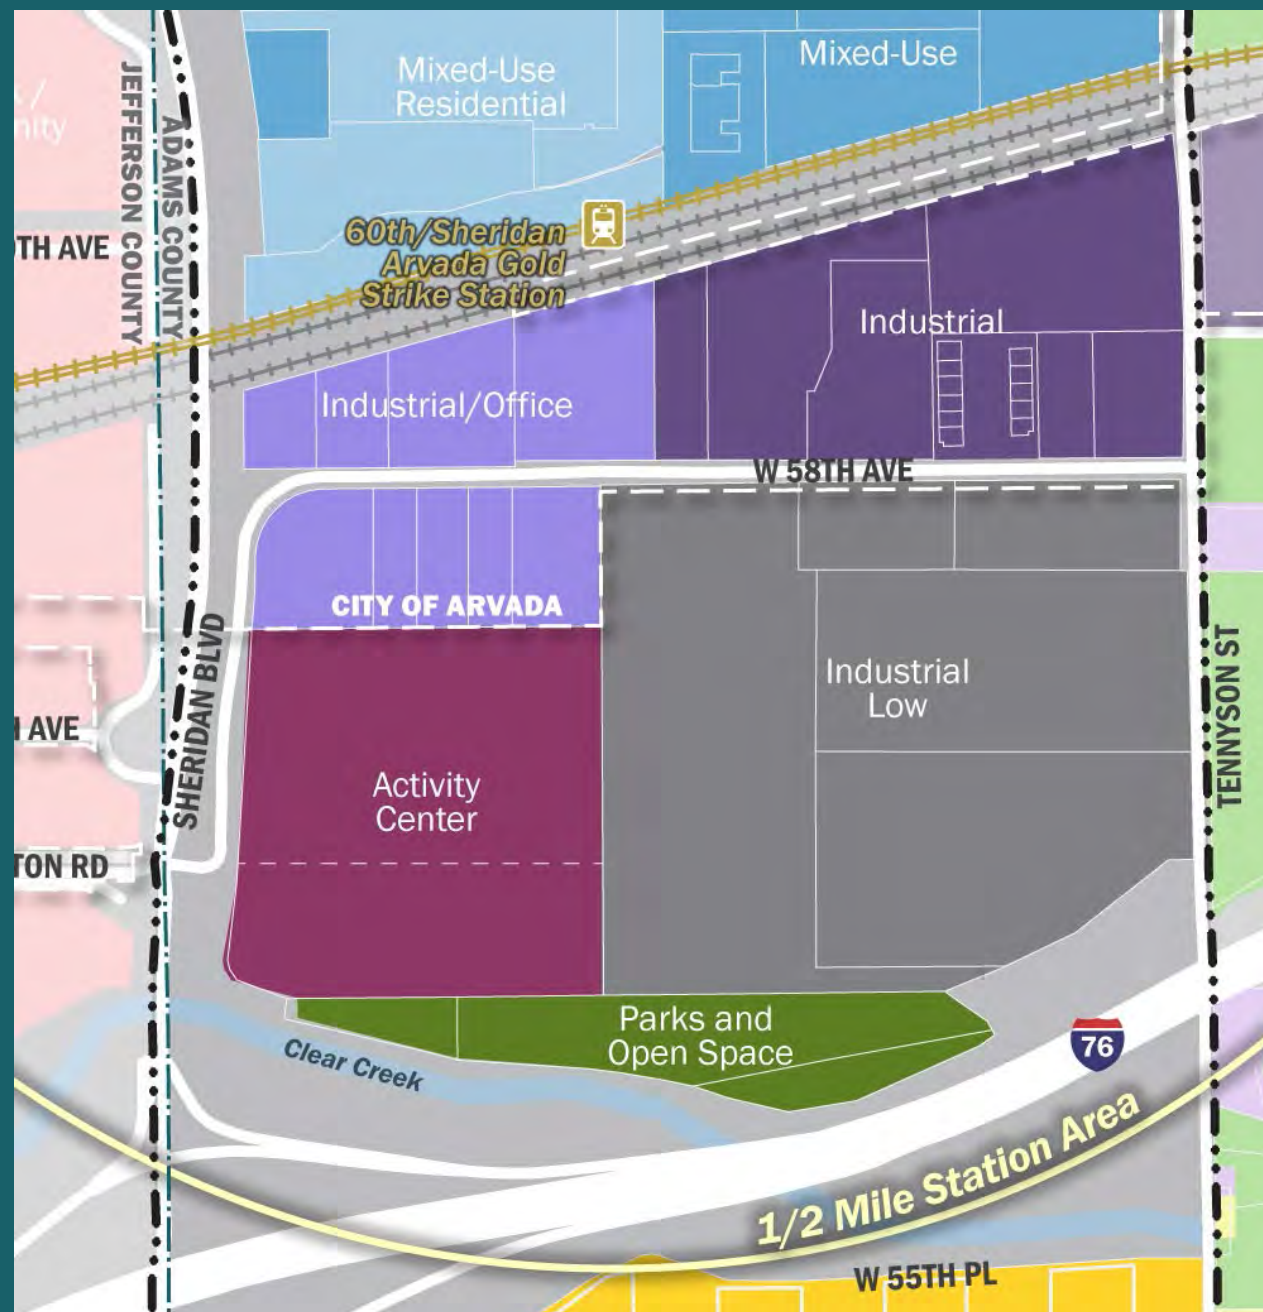 Mixed-Use
Residential
Mixed-Use
/
nity
JEFFERSON COUNTY
ADAMS COUNTY
TH AVE
60th/Sheridan
Arvada Gold
Strike Station
Industrial
Industrial/Office
W 58TH AVE
CITY OF ARVADA
SHERIDAN BLVD
Industrial
Low
TENNYSON ST
AVE
Activity
Center
TON RD
Parks and
Open Space
Clear Creek
76
1/2 Mile Station Area
W 55TH PL